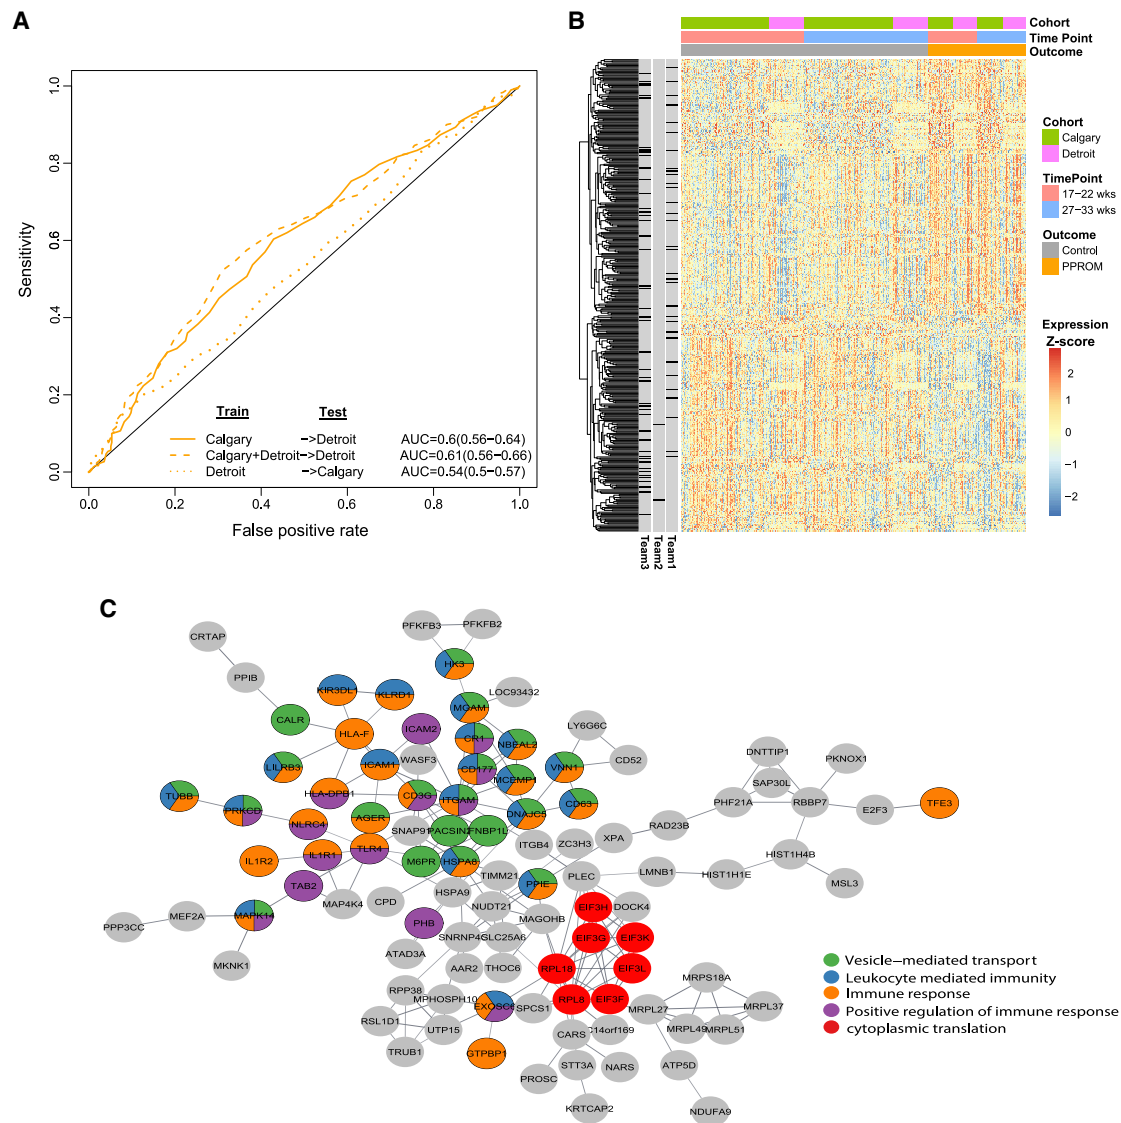 A
Sensitivity
0.0
0.2
0.4
0.6
0.8
1.0
0.0
0.2
0.4
0.6
0.8
1.0
False positive rate
Train Test
Calgary −>Detroit AUC=0.6(0.56−0.64)
Calgary+Detroit−>Detroit AUC=0.61(0.56−0.66)
Detroit −>Calgary AUC=0.54(0.5−0.57)
B
Cohort
Time Point
Outcome
Team3
Team2
Team1
Cohort
Calgary
Detroit
TimePoint
17−22 wks
27−33 wks
Outcome
Control
PPROM
Expression
Z-score
2
1
0
−1
−2
C
CRTAP
PPIB
CALR
PFKFB3
PFKFB2
HK3
KIR3DL1
KLRD1
MGAM
LOC93432
HLA-F
ICAM2
CR1
NBEAL2
LY6G6C
CD52
LILRB3
ICAM1
WASF3
CD177
MCEMP1
VNN1
TUBB
PRKCD
HLA-DPB1
CD3G
ITGAM
DNAJC5
CD63
NLRC4
AGER
SNAP91
PACSIN2
FNBP1L
IL1R2
IL1R1
TLR4
M6PR
HSPA8
ITGB4
ZC3H3
XPA
RAD23B
DNTTIP1
SAP30L
PKNOX1
PHF21A
RBBP7
E2F3
TFE3
HIST1H4B
MSL3
HIST1H1E
LMNB1
PLEC
TIMM21
TAB2
MAP4K4
CPD
HSPA9
PPIE
NUDT21
MAGOHB
DOCK4
PPP3CC
MEF2A
MAPK14
MKNK1
PHB
ATAD3A
SNRNP40
SLC25A6
AAR2
THOC6
EIF3H
EIF3G
EIF3K
EIF3L
RPL18
RPL8
EIF3F
RPP38
MPHOSPH10
EXOSC6
SPCS1
RSL1D1
UTP15
TRUB1
GTPBP1
CARS
C14orf169
PROSC
STT3A
NARS
KRTCAP2
MRPS18A
MRPL27
MRPL37
MRPL49
MRPL51
ATP5D
NDUFA9
Vesicle−mediated transport
Leukocyte mediated immunity
Immune response
Positive regulation of immune response
cytoplasmic translation